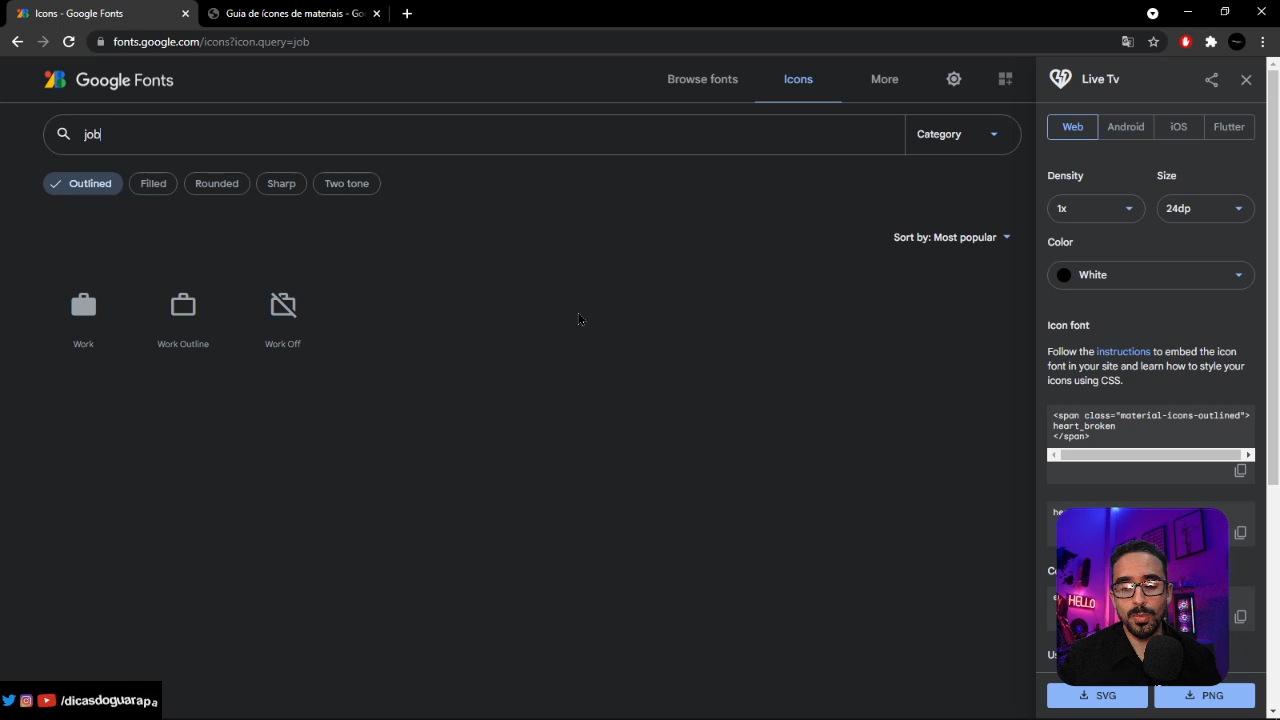 Icons - Google Fonts
Guia de ícones de materiais - Go
fonts.google.com/icons?icon.query=job
Google Fonts
Browse fonts
Icons
More
Live Tv
job
Category
Web
Android
iOS
Flutter
Outlined
Filled
Rounded
Sharp
Two tone
Density
Size
1x
24dp
Sort by: Most popular
Color
White
Work
Work Outline
Work Off
Icon font
Follow the instructions to embed the icon
font in your site and learn how to style your
icons using CSS.
<span class="material-icons-outlined">
heart_broken
</span>
HELLO
SVG
PNG
/dicasdoguarapa